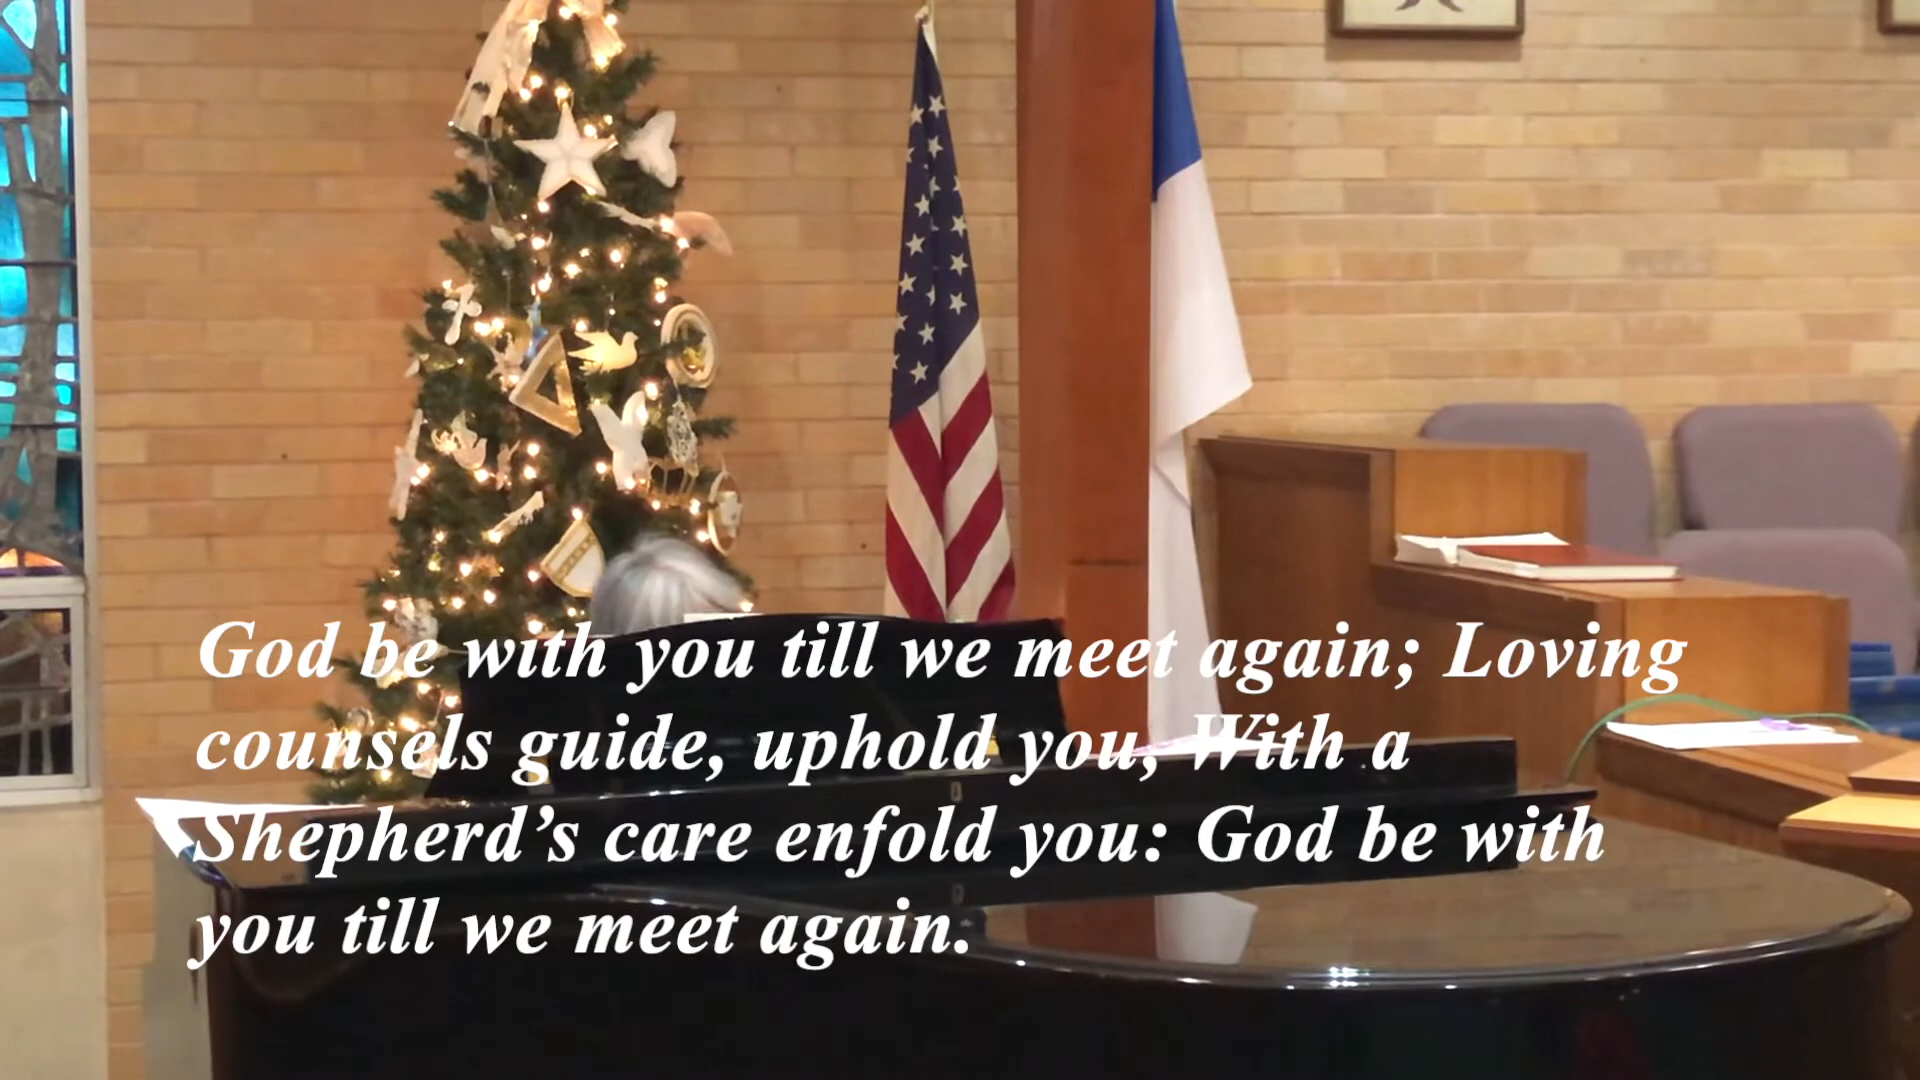 God be with you till we meet again; Loving
counsels guide, uphold you, With a
Shepherd’s care enfold you: God be with
you till we meet again.